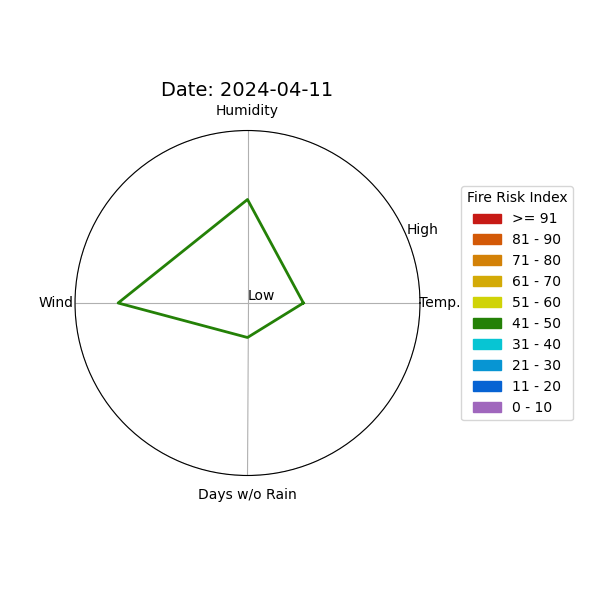 Date: 2024-04-11
Humidity
High
Low
Wind
Temp.
Days w/o Rain
Fire Risk Index
>= 91
81 - 90
71 - 80
61 - 70
51 - 60
41 - 50
31 - 40
21 - 30
11 - 20
0 - 10